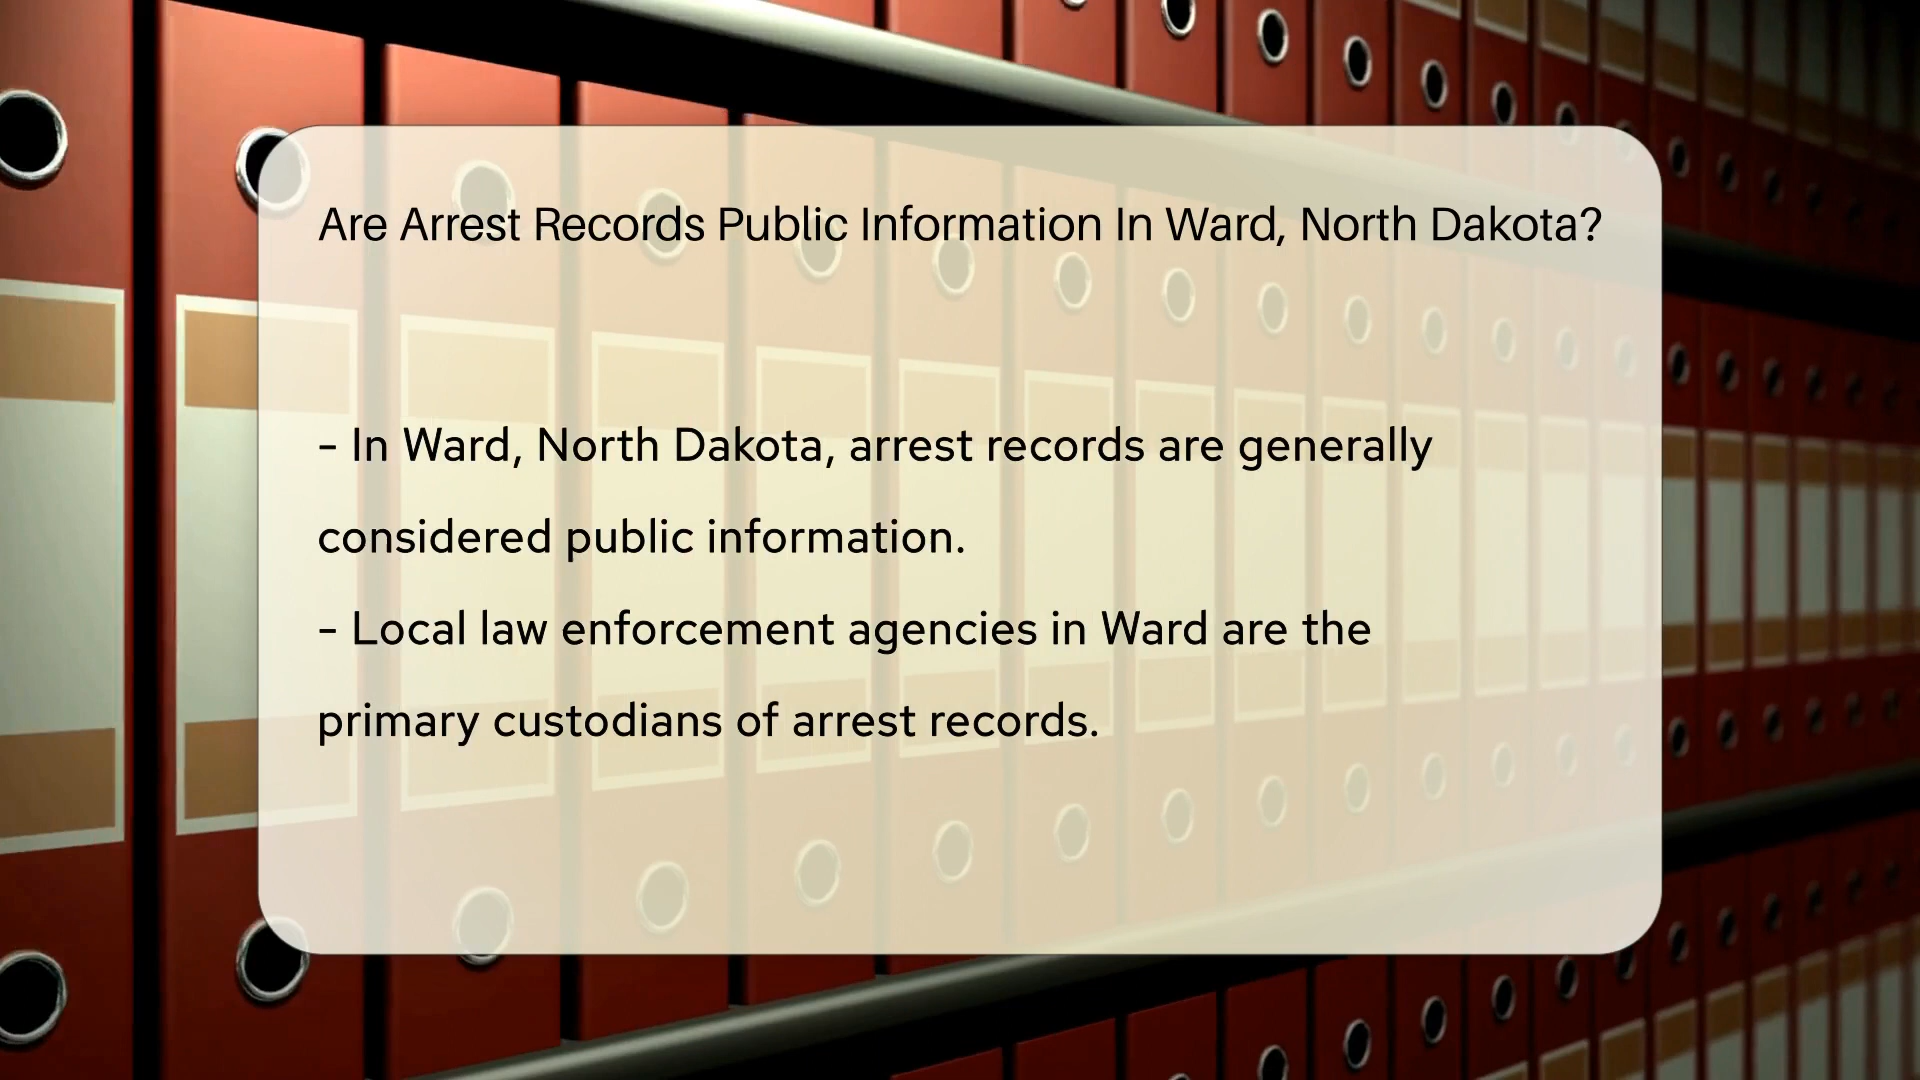 Are Arrest Records Public Information In Ward, North Dakota?
- In Ward, North Dakota, arrest records are generally
considered public information.
- Local law enforcement agencies in Ward are the
primary custodians of arrest records.